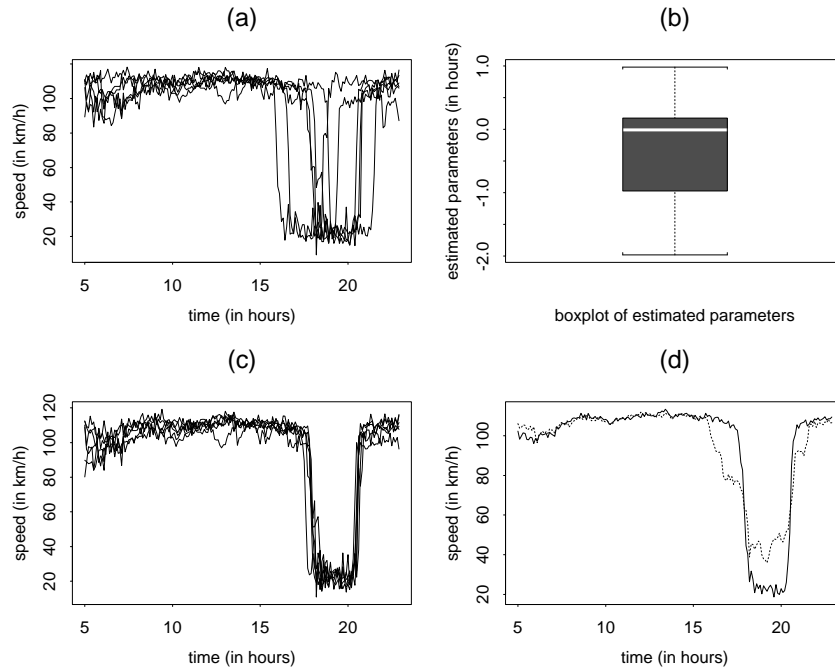 (a)
speed (in km/h)
100
80
60
40
20
5
10
15
20
time (in hours)
(b)
estimated parameters (in hours)
1.0
0.0
-1.0
-2.0
boxplot of estimated parameters
(c)
speed (in km/h)
120
100
80
60
40
20
5
10
15
20
time (in hours)
(d)
speed (in km/h)
100
80
60
40
20
5
10
15
20
time (in hours)